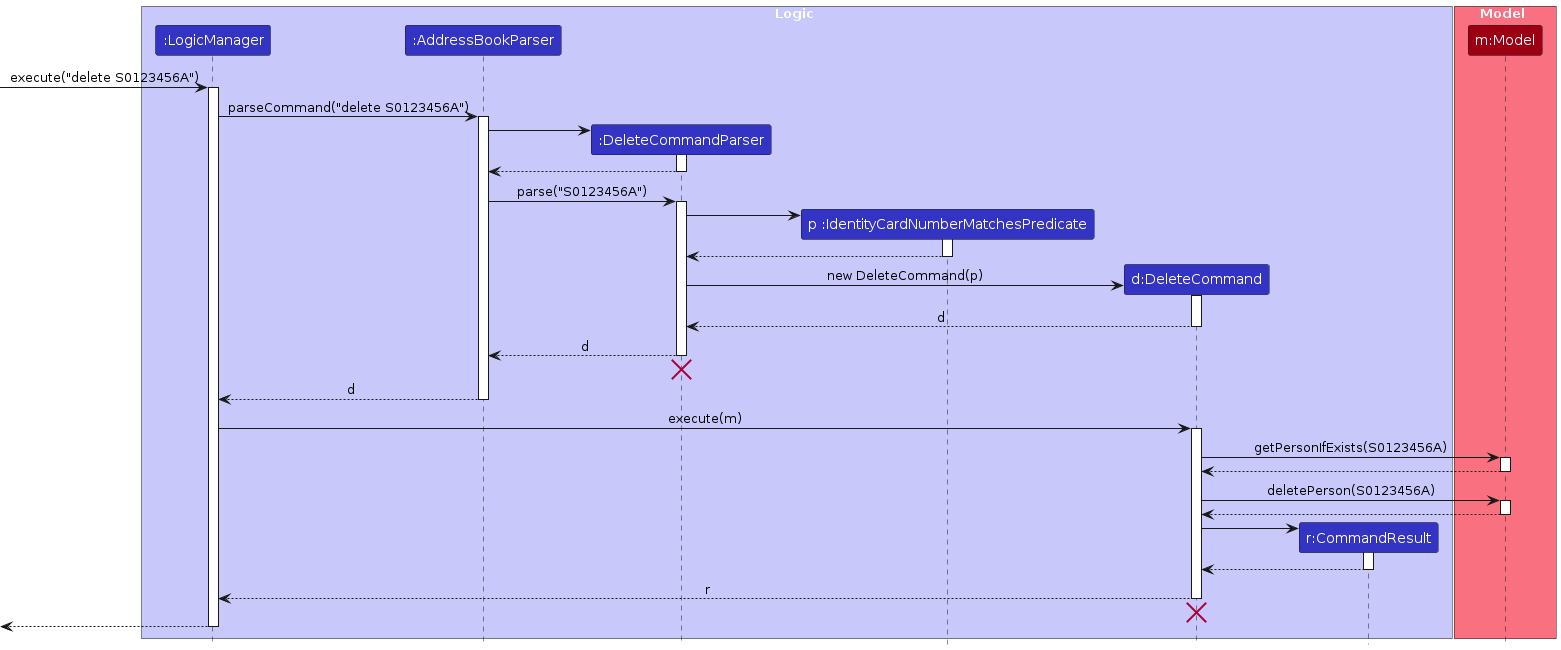 Logic
Model
:LogicManager
:AddressBookParser
m:Model
execute("delete S0123456A")
parseCommand("delete S0123456A")
:DeleteCommandParser
parse("S0123456A")
p :IdentityCardNumberMatchesPredicate
new DeleteCommand(p)
d:DeleteCommand
d
d
d
execute(m)
getPersonIfExists(S0123456A)
deletePerson(S0123456A)
r:CommandResult
r